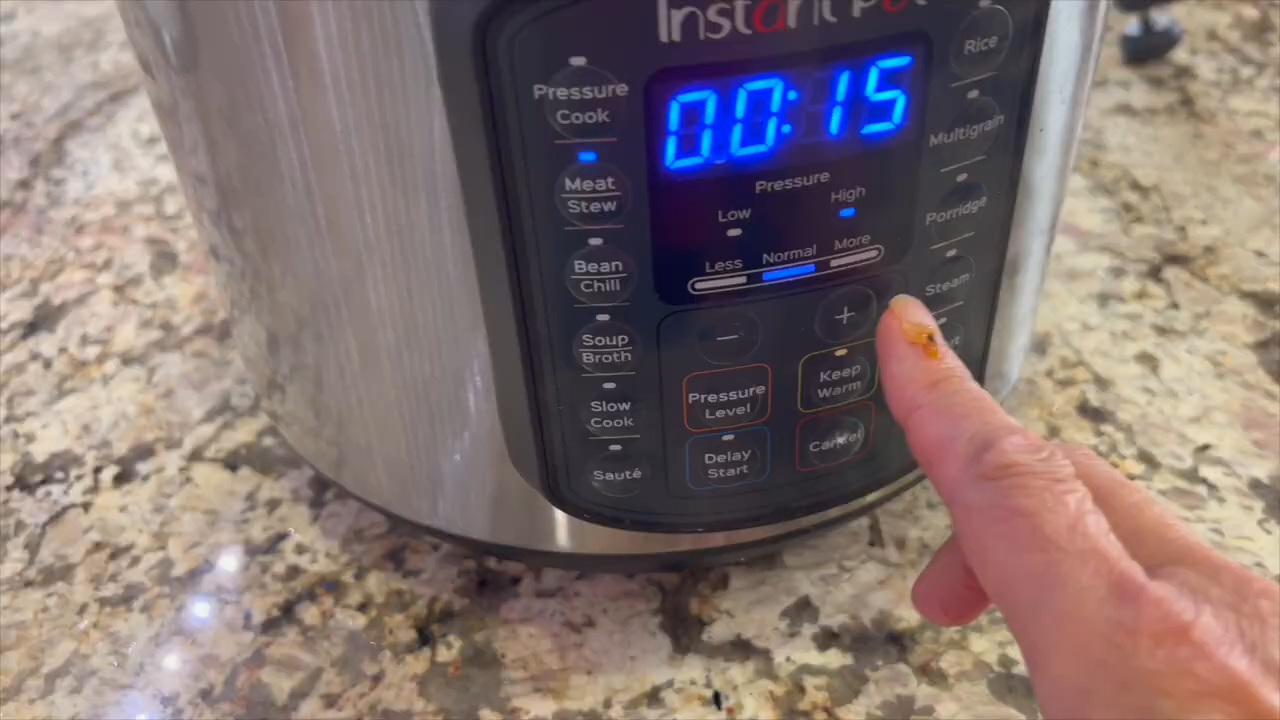 Instant Pot
00:15
Pressure
Low
High
Less
Normal
More
Pressure
Cook
Meat
Stew
Bean
Chili
Soup
Broth
Slow
Cook
Sauté
−
+
Pressure
Level
Keep
Warm
Delay
Start
Cancel
Rice
Multigrain
Porridge
Steam